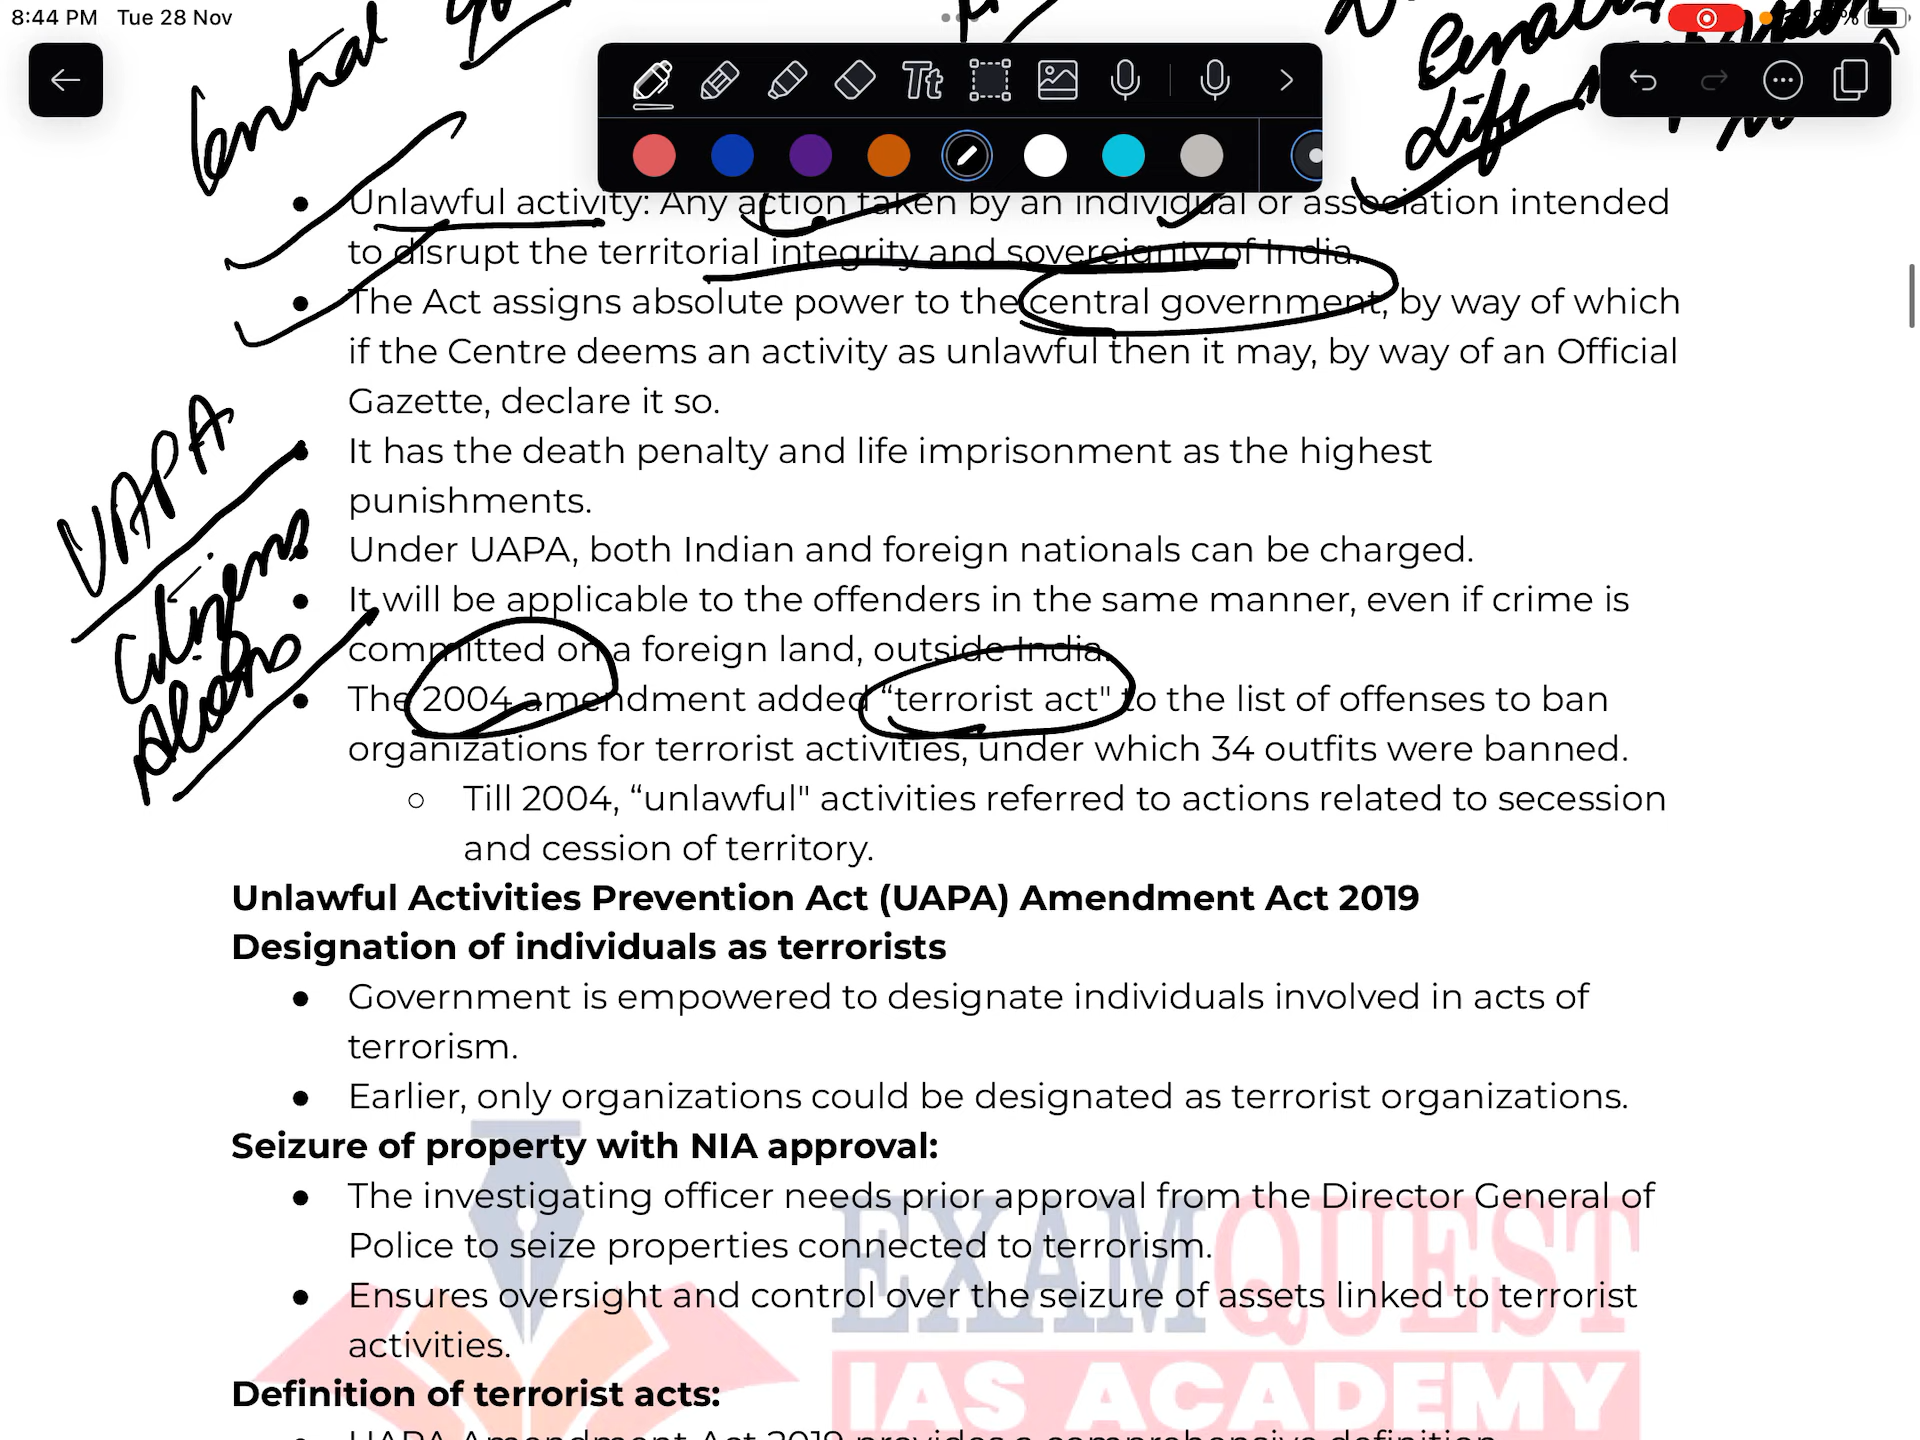 8:44 PM Tue 28 Nov
Central
Life
Tt
• Unlawful activity: Any action taken by an individual or association intended
to disrupt the territorial integrity and sovereignty of India.
• The Act assigns absolute power to the central government, by way of which
if the Centre deems an activity as unlawful then it may, by way of an Official
Gazette, declare it so.
UAPA
• It has the death penalty and life imprisonment as the highest
punishments.
Citizens
• Under UAPA, both Indian and foreign nationals can be charged.
Aliens
• It will be applicable to the offenders in the same manner, even if crime is
committed on a foreign land, outside India.
• The 2004 amendment added “terrorist act" to the list of offenses to ban
organizations for terrorist activities, under which 34 outfits were banned.
○ Till 2004, “unlawful" activities referred to actions related to secession
and cession of territory.
Unlawful Activities Prevention Act (UAPA) Amendment Act 2019
Designation of individuals as terrorists
• Government is empowered to designate individuals involved in acts of
terrorism.
• Earlier, only organizations could be designated as terrorist organizations.
Seizure of property with NIA approval:
• The investigating officer needs prior approval from the Director General of
Police to seize properties connected to terrorism.
• Ensures oversight and control over the seizure of assets linked to terrorist
activities.
Definition of terrorist acts:
• UAPA Amendment Act 2019 provides a comprehensive definition
EXAMQUEST
IAS ACADEMY